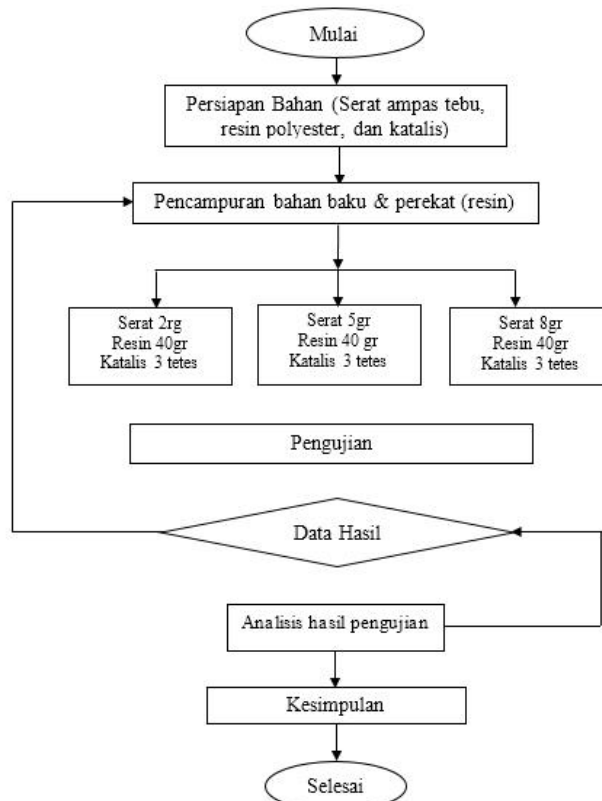 Mulai
Persiapan Bahan (Serat ampas tebu,
resin polyester, dan katalis)
Pencampuran bahan baku & perekat (resin)
Serat 2rg
Resin 40gr
Katalis 3 tetes
Serat 5gr
Resin 40 gr
Katalis 3 tetes
Serat 8gr
Resin 40gr
Katalis 3 tetes
Pengujian
Data Hasil
Analisis hasil pengujian
Kesimpulan
Selesai